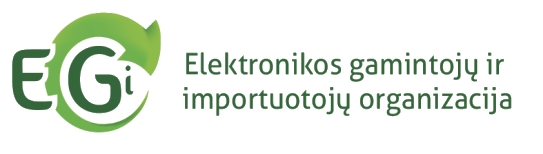 EGi
Elektronikos gamintojų ir
importuotojų organizacija